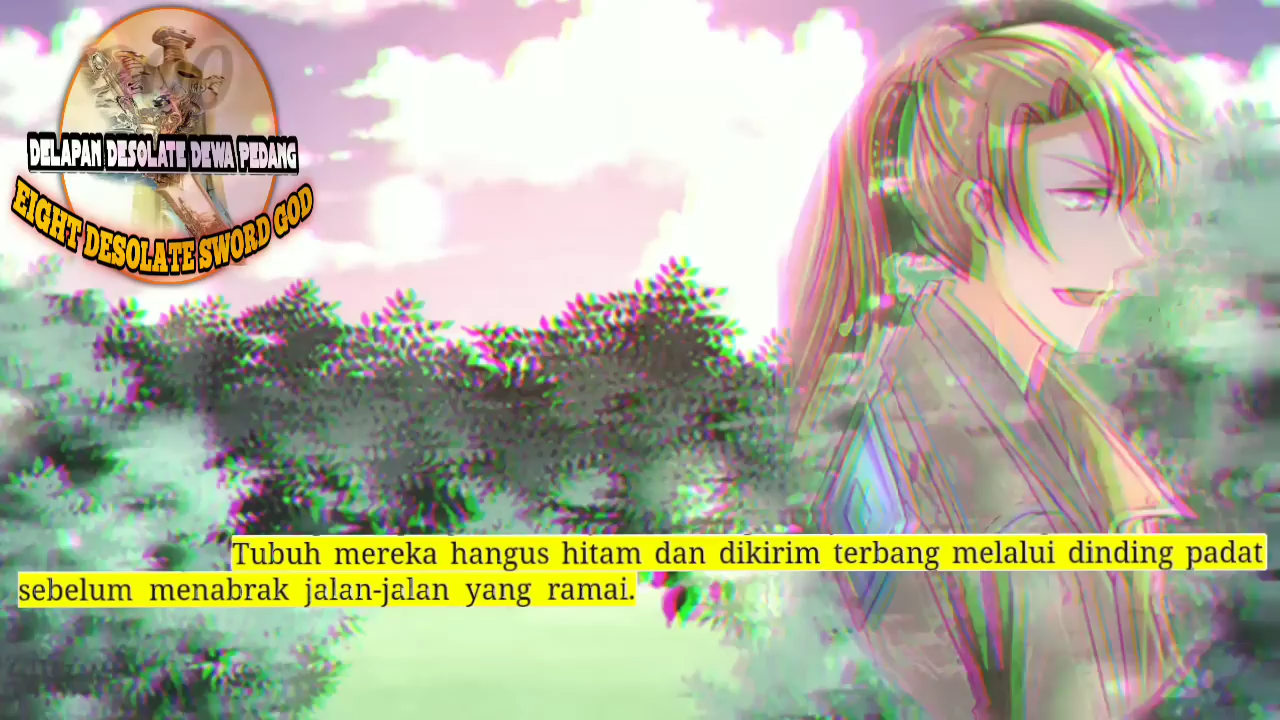 DELAPAN DESOLATE DEWA PEDANG
EIGHT DESOLATE SWORD GOD
Tubuh mereka hangus hitam dan dikirim terbang melalui dinding padat
sebelum menabrak jalan-jalan yang ramai.